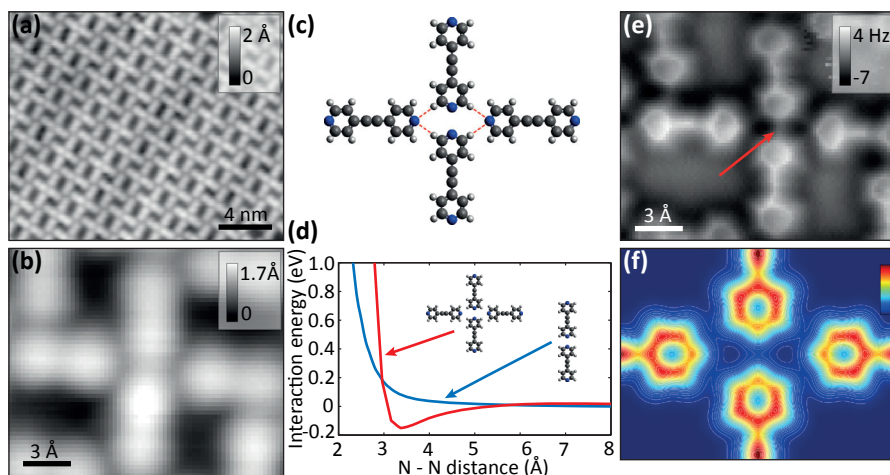 (a)
2 Å
0
4 nm
(b)
1.7Å
0
3 Å
(c)
(d)
Interaction energy (eV)
1.0
0.8
0.6
0.4
0.2
0
-0.2
2 3 4 5 6 7 8
N - N distance (Å)
(e)
4 Hz
-7
3 Å
(f)